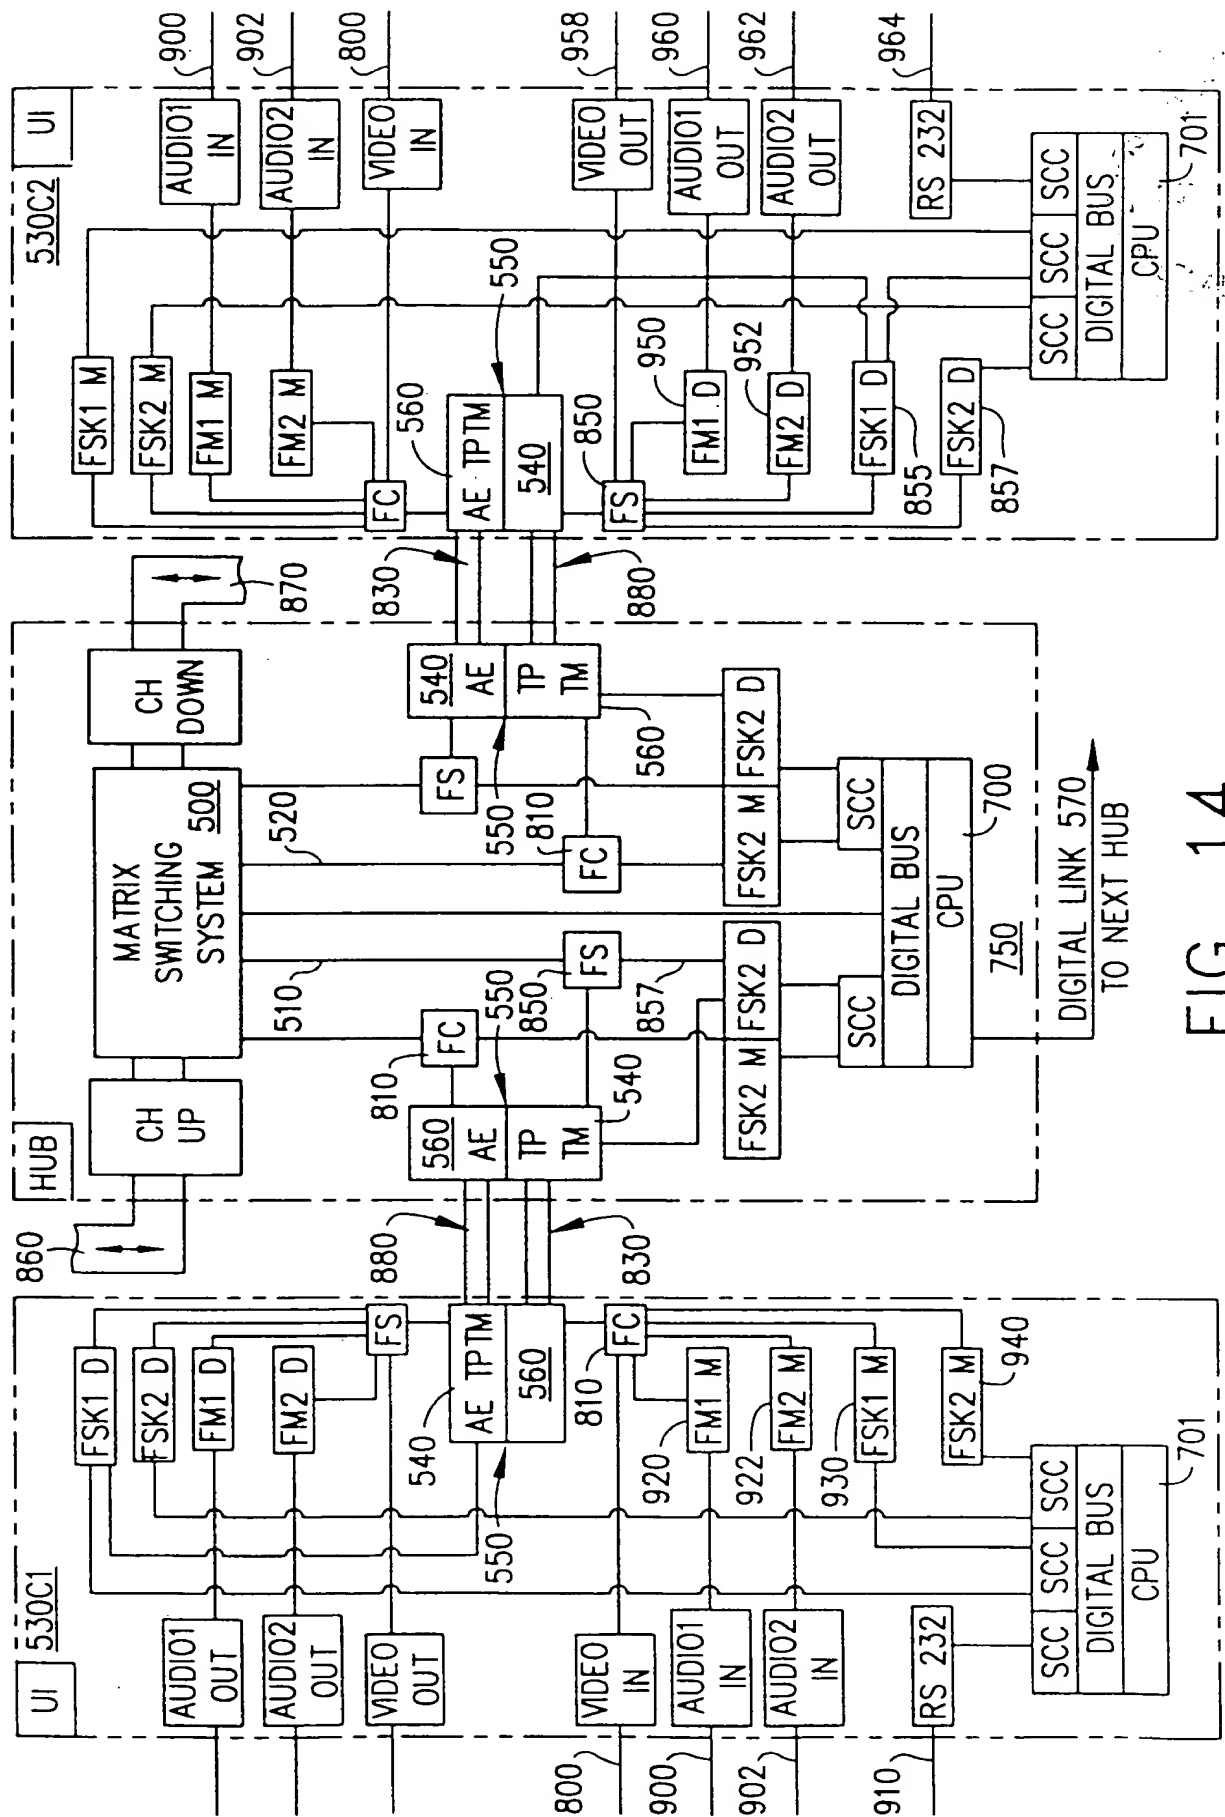 UI
530C1
AUDIO1
OUT
AUDIO2
OUT
VIDEO
OUT
VIDEO
IN
AUDIO1
IN
AUDIO2
IN
RS 232
800
900
902
910
FSK1 D
FSK2 D
FM1 D
FM2 D
FS
540
AE TPTM
560
550
FC
810
FM1 M
920
FM2 M
922
FSK1 M
930
FSK2 M
940
SCC
SCC
SCC
DIGITAL BUS
CPU
701
880
830
860
HUB
CH
UP
MATRIX
SWITCHING
SYSTEM 500
CH
DOWN
870
510
520
810
FC
560
AE
TP
TM
540
550
850
FS
857
FSK2 M
FSK2 D
FS
540
AE
TP
TM
550
560
810
FC
FSK2 M
FSK2 D
SCC
SCC
DIGITAL BUS
CPU
700
750
DIGITAL LINK 570
TO NEXT HUB
830
880
UI
530C2
FSK1 M
FSK2 M
FM1 M
FM2 M
FC
560
AE TPTM
540
550
850
FS
950
FM1 D
952
FM2 D
FSK1 D
855
FSK2 D
857
AUDIO1
IN
AUDIO2
IN
VIDEO
IN
VIDEO
OUT
AUDIO1
OUT
AUDIO2
OUT
RS 232
900
902
800
958
960
962
964
SCC
SCC
SCC
DIGITAL BUS
CPU
701
FIG. 14